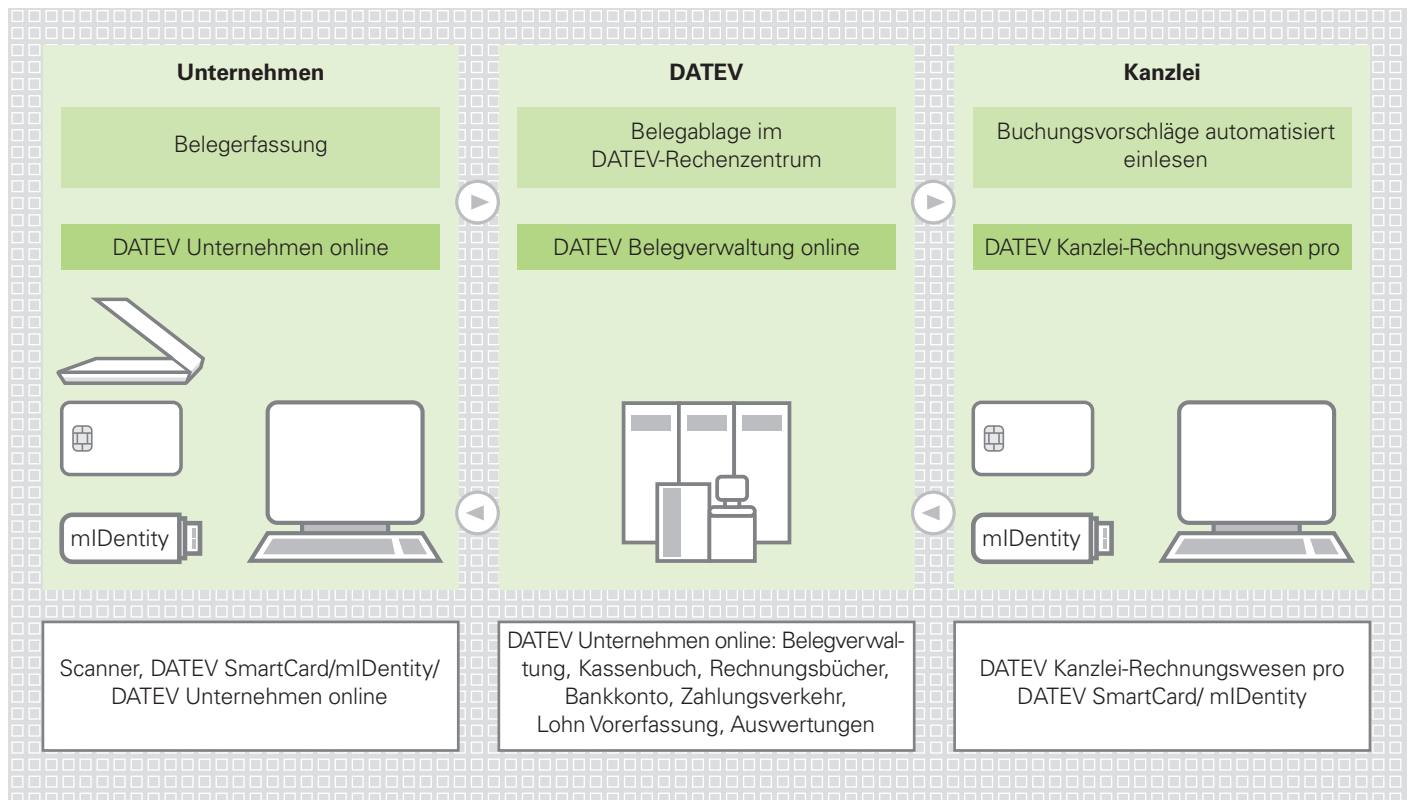 Unternehmen
Belegerfassung
DATEV Unternehmen online
mIDentity
Scanner, DATEV SmartCard/mIDentity/
DATEV Unternehmen online
DATEV
Belegablage im
DATEV-Rechenzentrum
DATEV Belegverwaltung online
DATEV Unternehmen online: Belegverwal-
tung, Kassenbuch, Rechnungsbücher,
Bankkonto, Zahlungsverkehr,
Lohn Vorerfassung, Auswertungen
Kanzlei
Buchungsvorschläge automatisiert
einlesen
DATEV Kanzlei-Rechnungswesen pro
mIDentity
DATEV Kanzlei-Rechnungswesen pro
DATEV SmartCard/ mIDentity